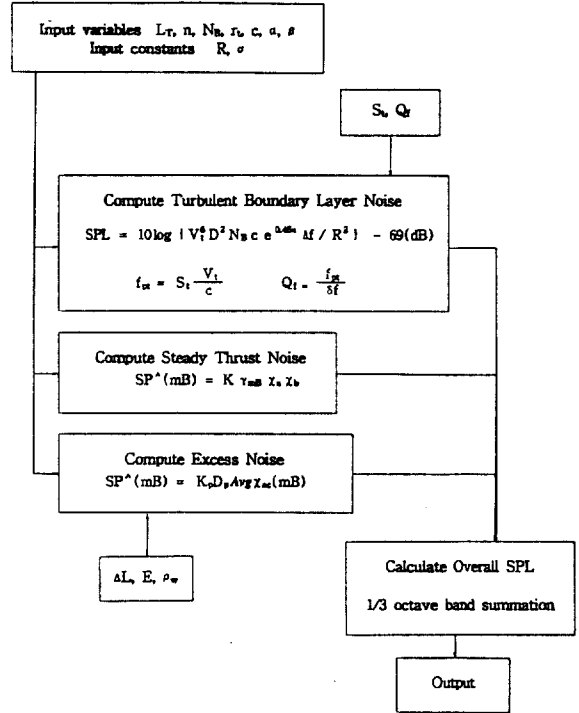 Input variables L_T, n, N_B, r_t, c, α, β
Input constants R, σ
S_t, Q_f
Compute Turbulent Boundary Layer Noise
SPL = 10log { V_t^6 D^2 N_B c e^0.45α Δf / R^2 } - 69(dB)
f_pt = S_t V_t / c Q_f = f_pt / δf
Compute Steady Thrust Noise
SP^(mB) = K γ_mB χ_a χ_b
Compute Excess Noise
SP^(mB) = K_p D_p Avg χ_ac(mB)
ΔL, E, ρ_w
Calculate Overall SPL
1/3 octave band summation
Output